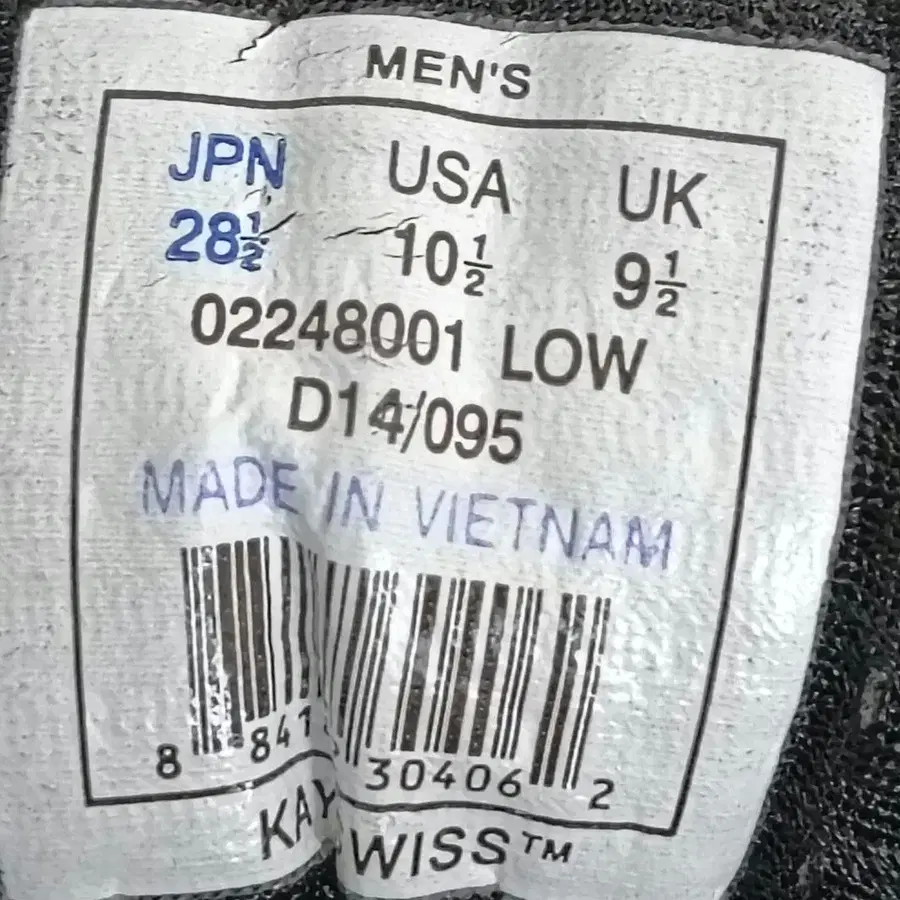 MEN'S
JPN USA UK
28½ 10½ 9½
02248001 LOW
D14/095
MADE IN VIETNAM
8 841 30406 2
KAY WISS™